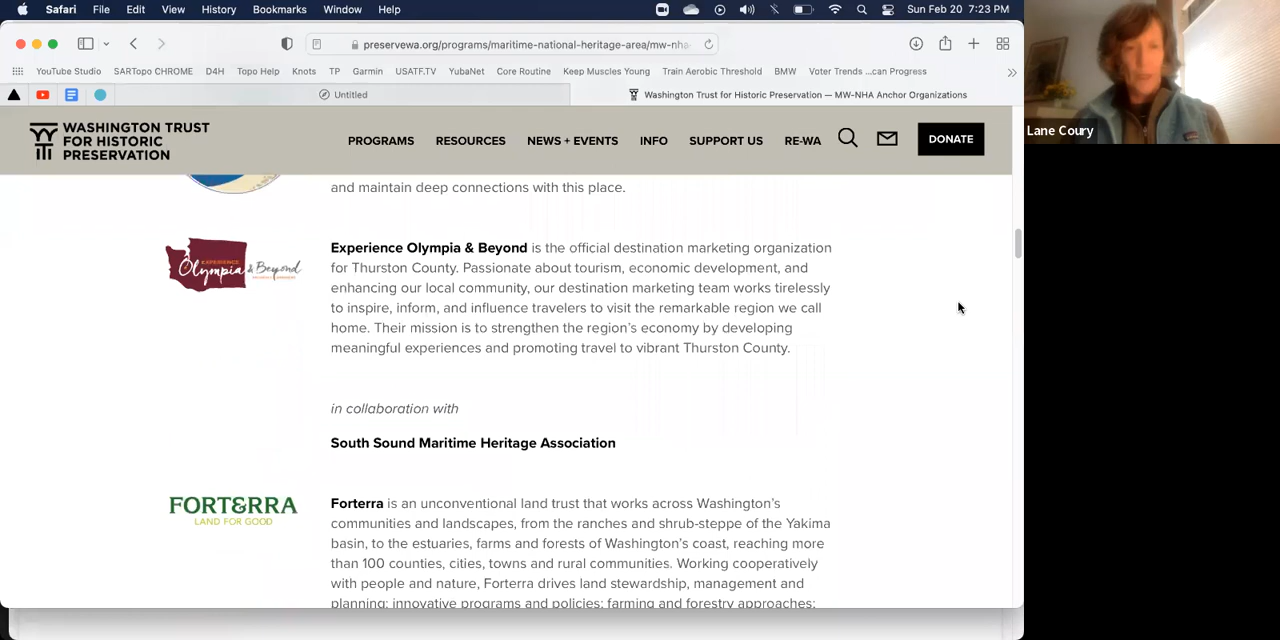 Safari File Edit View History Bookmarks Window Help Sun Feb 20 7:23 PM
preservewa.org/programs/maritime-national-heritage-area/mw-nha-
YouTube Studio SARTopo CHROME D4H Topo Help Knots TP Garmin USATF.TV YubaNet Core Routine Keep Muscles Young Train Aerobic Threshold BMW Voter Trends ...can Progress
Untitled Washington Trust for Historic Preservation — MW-NHA Anchor Organizations
WASHINGTON TRUST
FOR HISTORIC
PRESERVATION
PROGRAMS RESOURCES NEWS + EVENTS INFO SUPPORT US RE-WA DONATE
Lane Coury
and maintain deep connections with this place.
EXPERIENCE
Olympia & Beyond
Experience Olympia & Beyond is the official destination marketing organization
for Thurston County. Passionate about tourism, economic development, and
enhancing our local community, our destination marketing team works tirelessly
to inspire, inform, and influence travelers to visit the remarkable region we call
home. Their mission is to strengthen the region's economy by developing
meaningful experiences and promoting travel to vibrant Thurston County.
in collaboration with
South Sound Maritime Heritage Association
FORTERRA
LAND FOR GOOD
Forterra is an unconventional land trust that works across Washington's
communities and landscapes, from the ranches and shrub-steppe of the Yakima
basin, to the estuaries, farms and forests of Washington's coast, reaching more
than 100 counties, cities, towns and rural communities. Working cooperatively
with people and nature, Forterra drives land stewardship, management and
planning; innovative programs and policies; farming and forestry approaches;